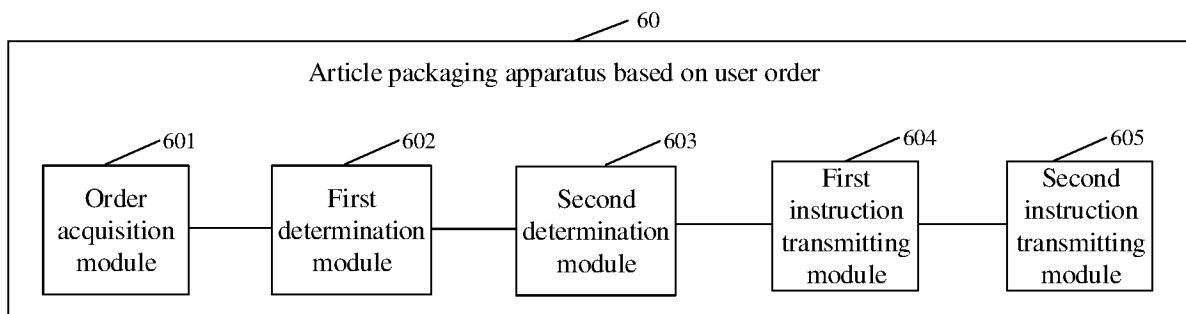 60
Article packaging apparatus based on user order
601
Order
acquisition
module
602
First
determination
module
603
Second
determination
module
604
First
instruction
transmitting
module
605
Second
instruction
transmitting
module